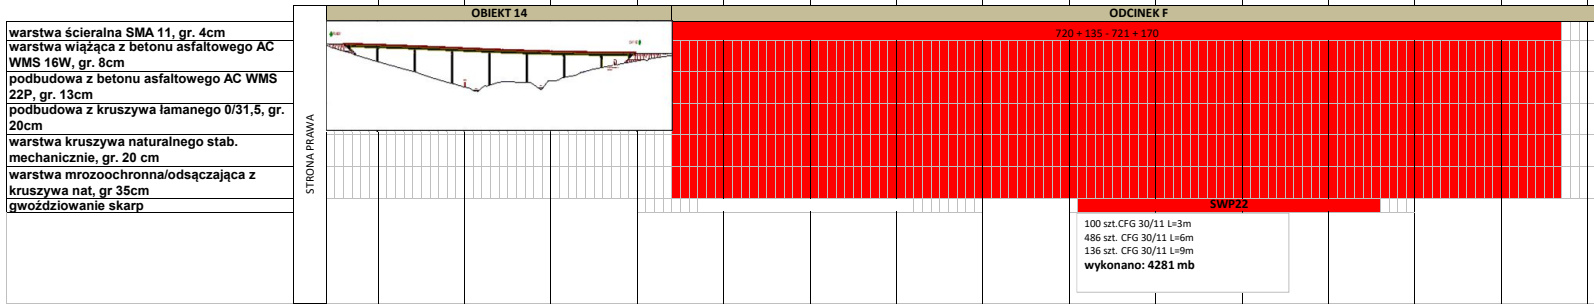 OBIEKT 14
ODCINEK F
warstwa ścieralna SMA 11, gr. 4cm
720 + 135 - 721 + 170
warstwa wiążąca z betonu asfaltowego AC
WMS 16W, gr. 8cm
podbudowa z betonu asfaltowego AC WMS
22P, gr. 13cm
podbudowa z kruszywa łamanego 0/31,5, gr.
20cm
warstwa kruszywa naturalnego stab.
mechanicznie, gr. 20 cm
warstwa mrozoochronna/odsączająca z
kruszywa nat, gr 35cm
gwoździowanie skarp
STRONA PRAWA
SWP22
100 szt.CFG 30/11 L=3m
486 szt. CFG 30/11 L=6m
136 szt. CFG 30/11 L=9m
wykonano: 4281 mb